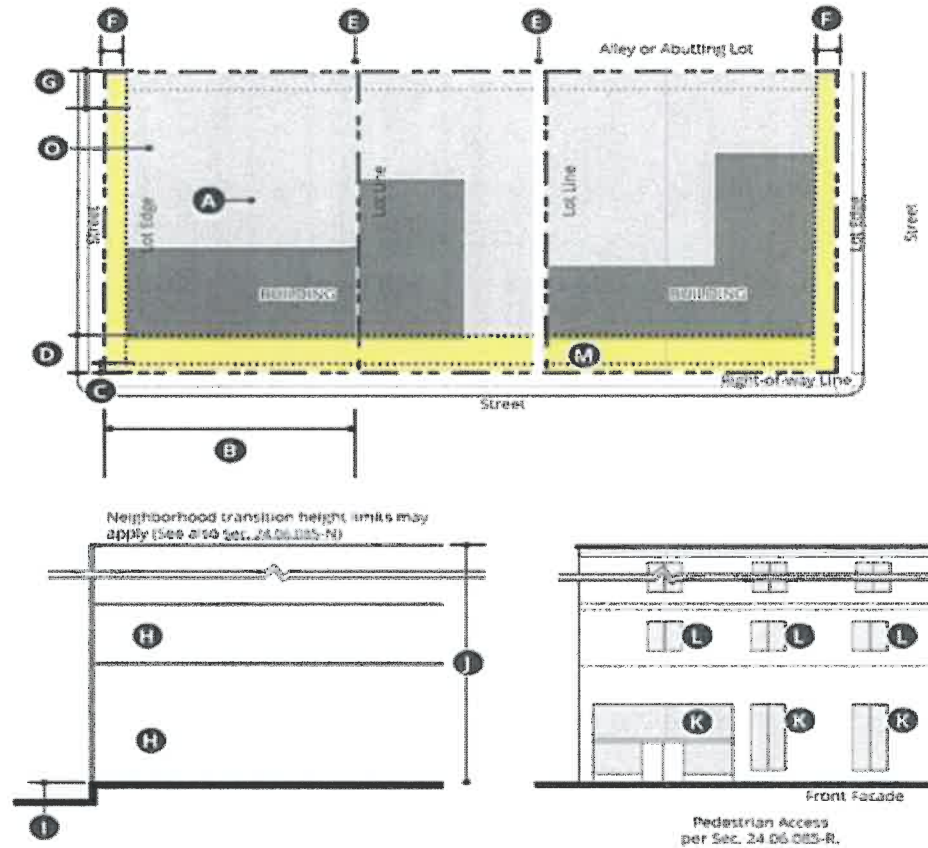 F
E
E
F
Alley or Abutting Lot
G
O
A
Street
Lot Edge
Lot Line
Lot Line
Lot Edge
Street
BUILDING
BUILDING
D
M
C
Right-of-way Line
Street
B
Neighborhood transition height limits may
apply (See also Sec. 24.06.085-N)
H
L
L
L
J
K
K
K
H
Front Facade
I
Pedestrian Access
per Sec. 24.06.085-R.